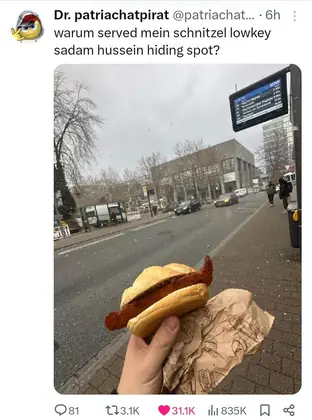 Dr. patriachatpirat @patriachat... · 6h
warum served mein schnitzel lowkey
sadam hussein hiding spot?
81 3.1K 31.1K 835K